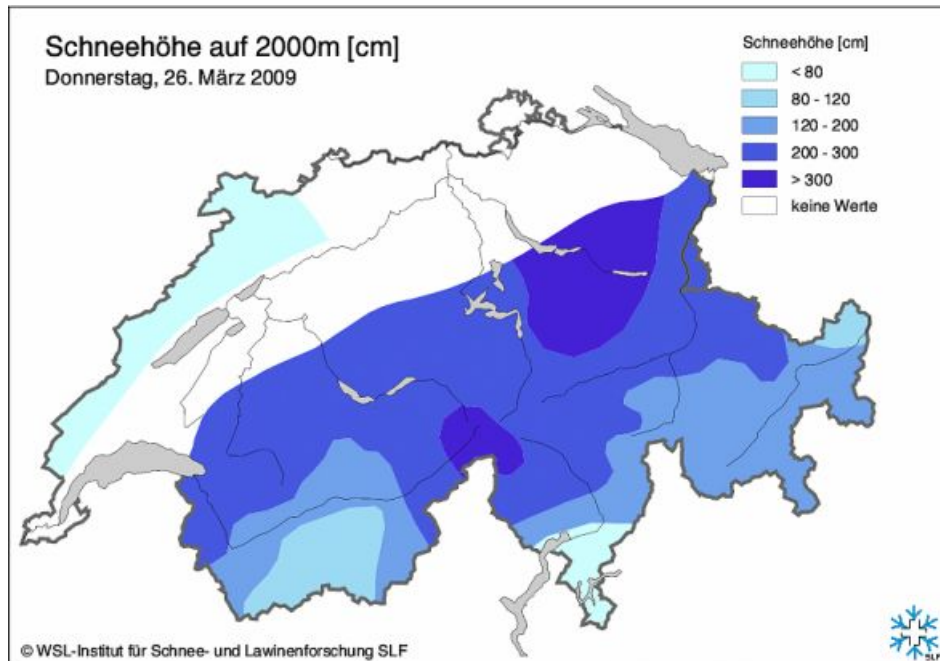 Schneehöhe auf 2000m [cm]
Donnerstag, 26. März 2009
Schneehöhe [cm]
< 80
80 - 120
120 - 200
200 - 300
> 300
keine Werte
© WSL-Institut für Schnee- und Lawinenforschung SLF
SLF